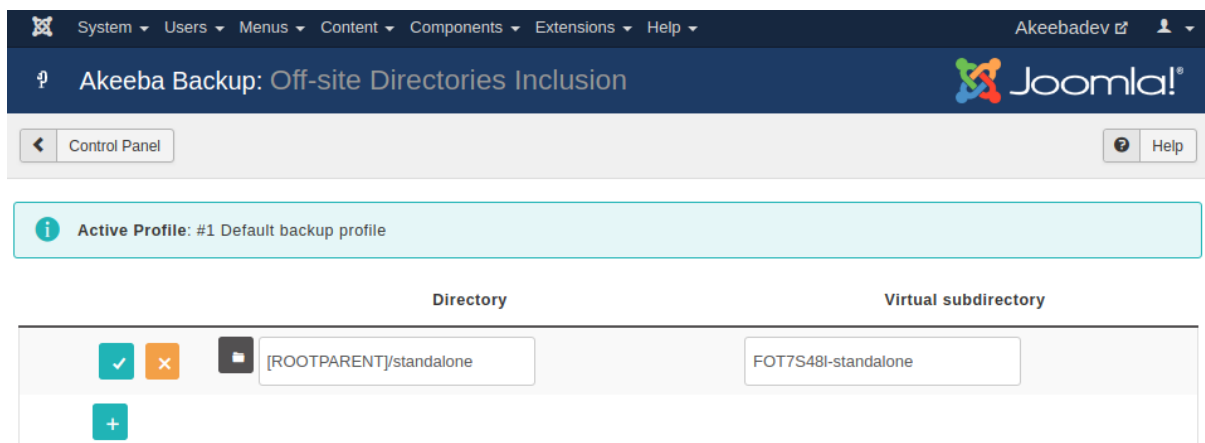 System Users Menus Content Components Extensions Help Akeebadev
Akeeba Backup: Off-site Directories Inclusion Joomla!®
Control Panel Help
Active Profile: #1 Default backup profile
Directory Virtual subdirectory
[ROOTPARENT]/standalone FOT7S48l-standalone